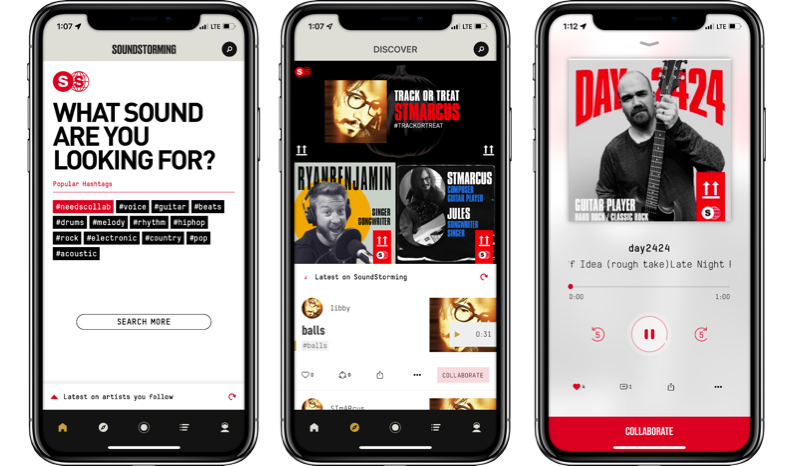 1:07
LTE
SOUNDSTORMING
S S
WHAT SOUND
ARE YOU
LOOKING FOR?
Popular Hashtags
#needscollab #voice #guitar #beats
#drums #melody #rhythm #hiphop
#rock #electronic #country #pop
#acoustic
SEARCH MORE
Latest on artists you follow
1:07
LTE
DISCOVER
TRACK OR TREAT
STMARCUS
#TRACKORTREAT
RYANBENJAMIN
SINGER
SONGWRITER
STMARCUS
COMPOSER
GUITAR PLAYER
JULES
SONGWRITER
SINGER
Latest on SoundStorming
libby
balls
#balls
0:31
0
0
COLLABORATE
STmARcus
1:12
LTE
DAY 2424
GUITAR PLAYER
HARD ROCK / CLASSIC ROCK
S
day2424
f Idea (rough take)Late Night
0:00
1:00
5
5
4
1
COLLABORATE